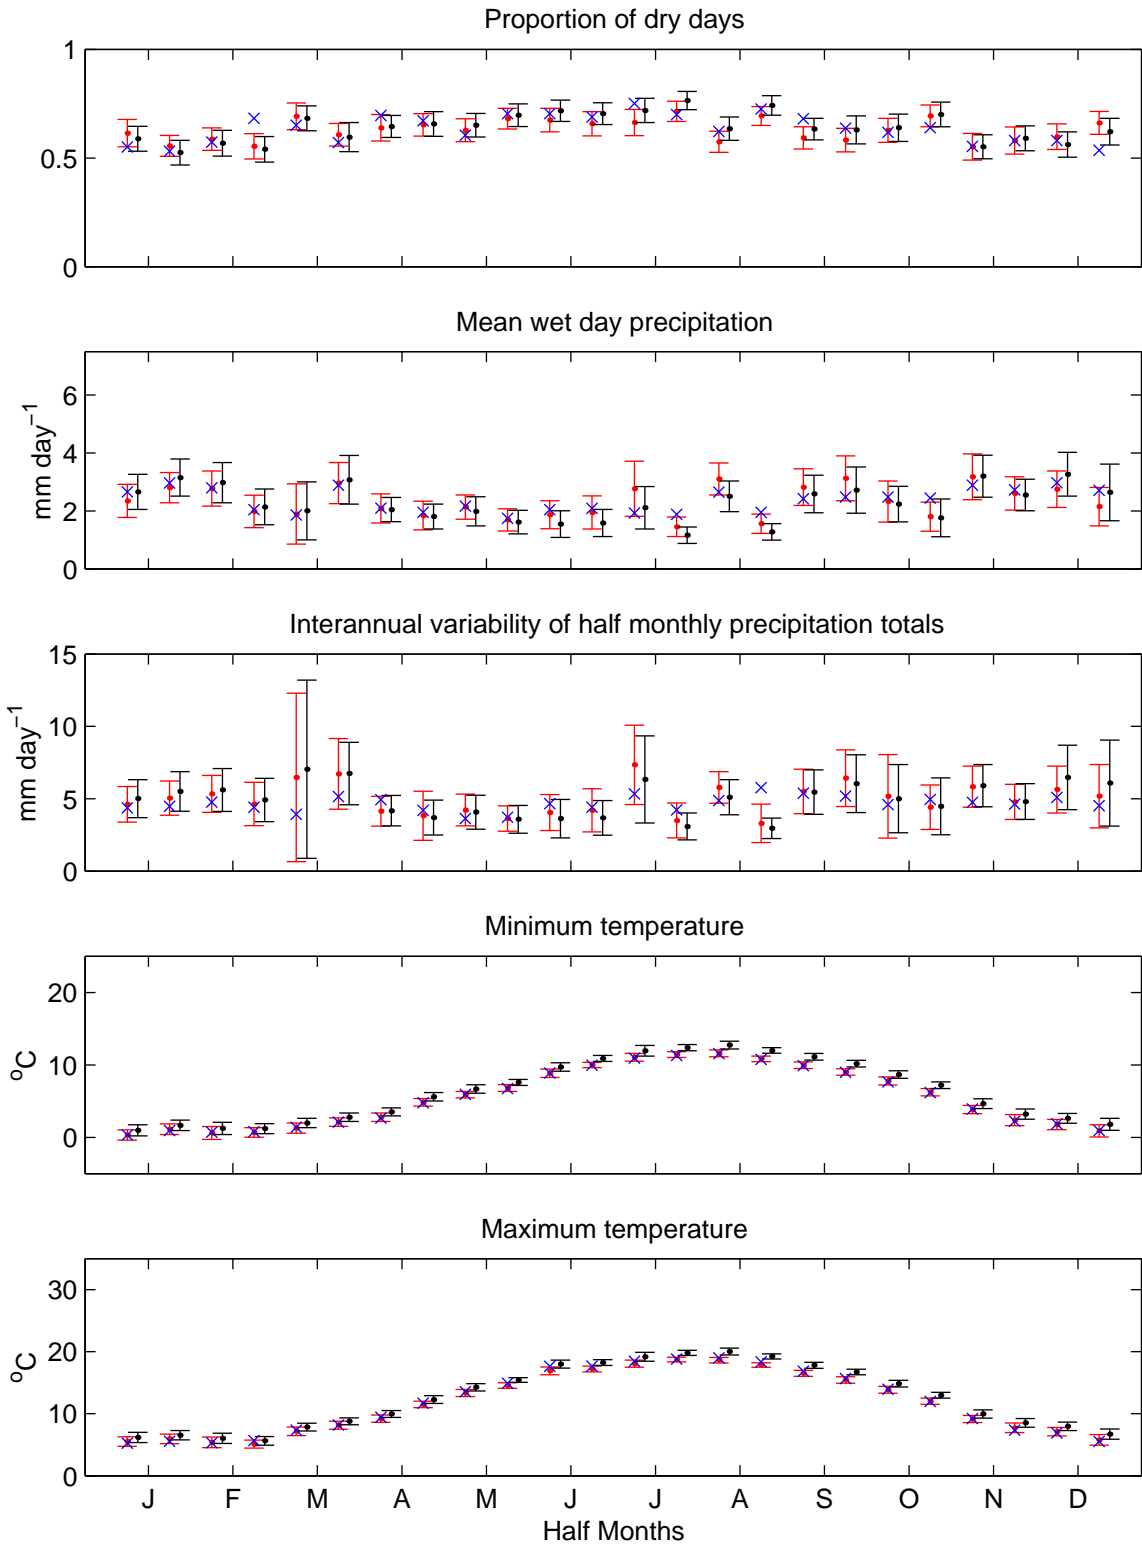 Proportion of dry days
1
0.5
0
Mean wet day precipitation
mm day⁻¹
6
4
2
0
Interannual variability of half monthly precipitation totals
mm day⁻¹
15
10
5
0
Minimum temperature
ºC
20
10
0
Maximum temperature
ºC
30
20
10
0
J F M A M J J A S O N D
Half Months